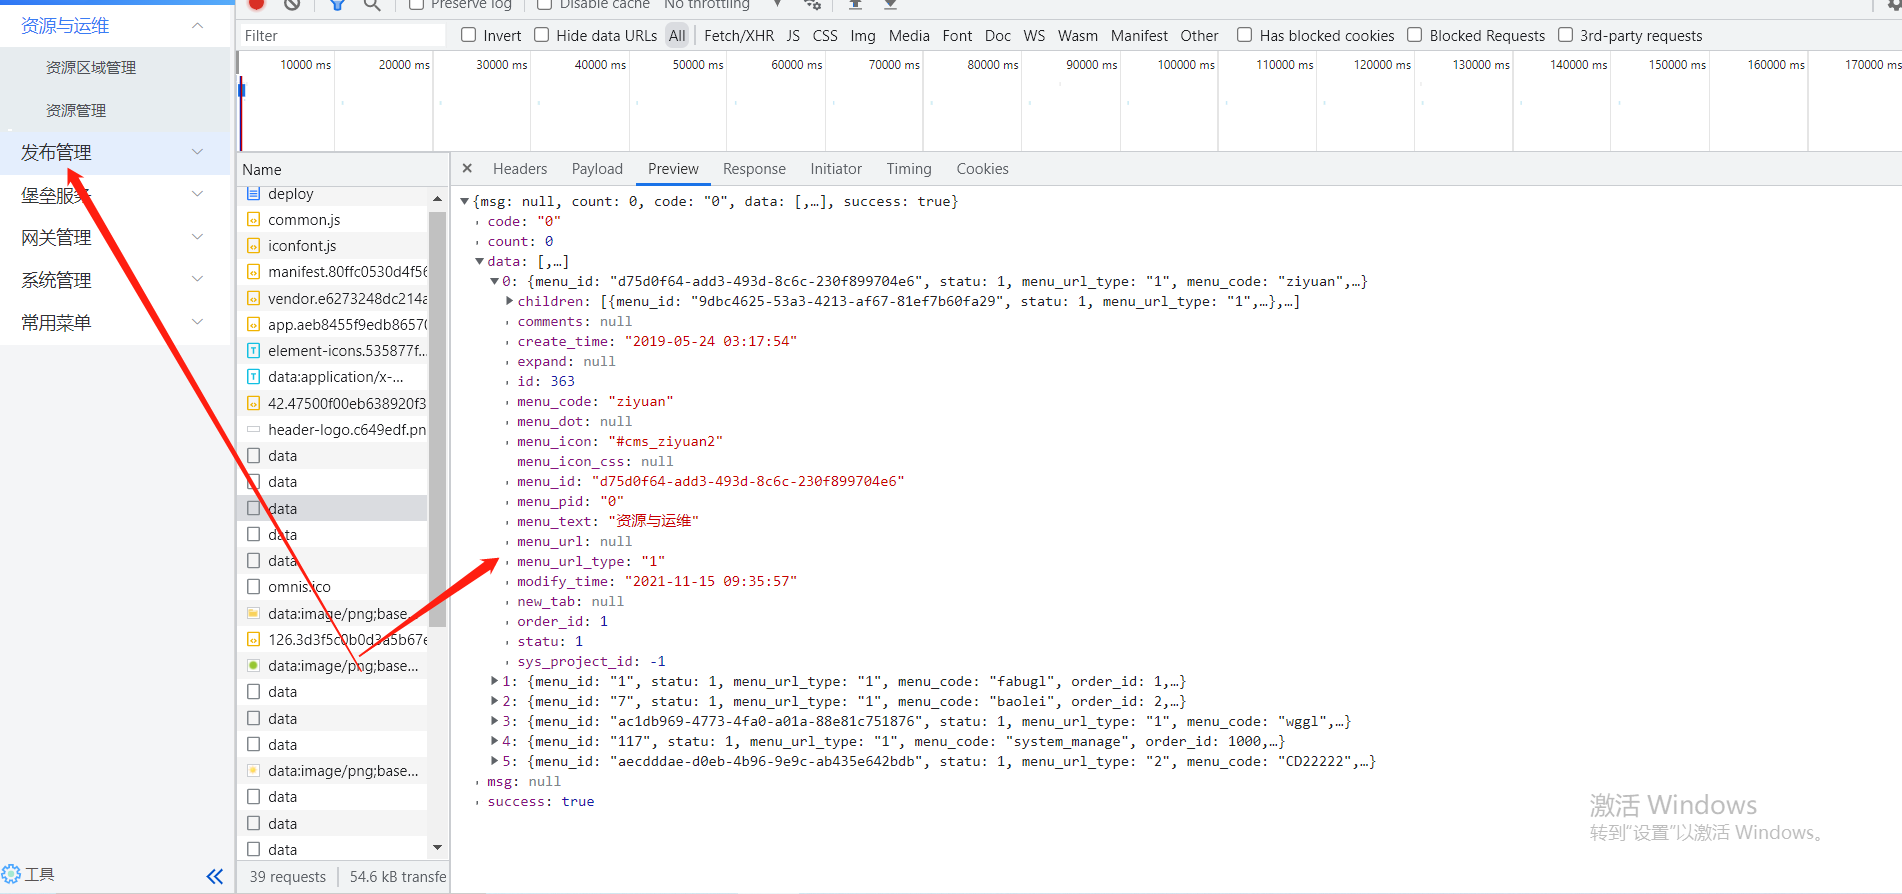 资源与运维
资源区域管理
资源管理
发布管理
堡垒服务
网关管理
系统管理
常用菜单
工具
Preserve log
Disable cache
No throttling
Filter
Invert
Hide data URLs
All
Fetch/XHR
JS
CSS
Img
Media
Font
Doc
WS
Wasm
Manifest
Other
Has blocked cookies
Blocked Requests
3rd-party requests
10000 ms
20000 ms
30000 ms
40000 ms
50000 ms
60000 ms
70000 ms
80000 ms
90000 ms
100000 ms
110000 ms
120000 ms
130000 ms
140000 ms
150000 ms
160000 ms
170000 ms
Name
deploy
common.js
iconfont.js
manifest.80ffc0530d4f56
vendor.e6273248dc214a
app.aeb8455f9edb86570
element-icons.535877f...
data:application/x-...
42.47500f00eb638920f3
header-logo.c649edf.pn
data
data
data
data
data
omnis.ico
data:image/png;base...
126.3d3f5c0b0d3a5b67e
data:image/png;base...
data
data
data
data:image/png;base...
data
data
data
39 requests
54.6 kB transfe
Headers
Payload
Preview
Response
Initiator
Timing
Cookies
{msg: null, count: 0, code: "0", data: [,…], success: true}
code: "0"
count: 0
data: [,…]
0: {menu_id: "d75d0f64-add3-493d-8c6c-230f899704e6", statu: 1, menu_url_type: "1", menu_code: "ziyuan",…}
children: [{menu_id: "9dbc4625-53a3-4213-af67-81ef7b60fa29", statu: 1, menu_url_type: "1",…},…]
comments: null
create_time: "2019-05-24 03:17:54"
expand: null
id: 363
menu_code: "ziyuan"
menu_dot: null
menu_icon: "#cms_ziyuan2"
menu_icon_css: null
menu_id: "d75d0f64-add3-493d-8c6c-230f899704e6"
menu_pid: "0"
menu_text: "资源与运维"
menu_url: null
menu_url_type: "1"
modify_time: "2021-11-15 09:35:57"
new_tab: null
order_id: 1
statu: 1
sys_project_id: -1
1: {menu_id: "1", statu: 1, menu_url_type: "1", menu_code: "fabugl", order_id: 1,…}
2: {menu_id: "7", statu: 1, menu_url_type: "1", menu_code: "baolei", order_id: 2,…}
3: {menu_id: "ac1db969-4773-4fa0-a01a-88e81c751876", statu: 1, menu_url_type: "1", menu_code: "wggl",…}
4: {menu_id: "117", statu: 1, menu_url_type: "1", menu_code: "system_manage", order_id: 1000,…}
5: {menu_id: "aecdddae-d0eb-4b96-9e9c-ab435e642bdb", statu: 1, menu_url_type: "2", menu_code: "CD22222",…}
msg: null
success: true
激活 Windows
转到"设置"以激活 Windows。